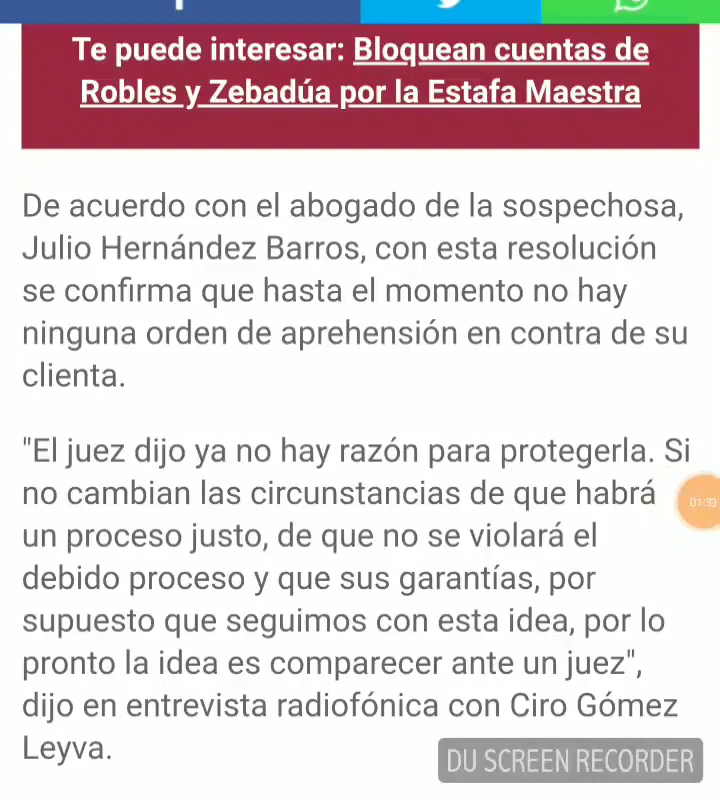 Te puede interesar: Bloquean cuentas de
Robles y Zebadúa por la Estafa Maestra
De acuerdo con el abogado de la sospechosa,
Julio Hernández Barros, con esta resolución
se confirma que hasta el momento no hay
ninguna orden de aprehensión en contra de su
clienta.
"El juez dijo ya no hay razón para protegerla. Si
no cambian las circunstancias de que habrá
un proceso justo, de que no se violará el
debido proceso y que sus garantías, por
supuesto que seguimos con esta idea, por lo
pronto la idea es comparecer ante un juez",
dijo en entrevista radiofónica con Ciro Gómez
Leyva.
DU SCREEN RECORDER